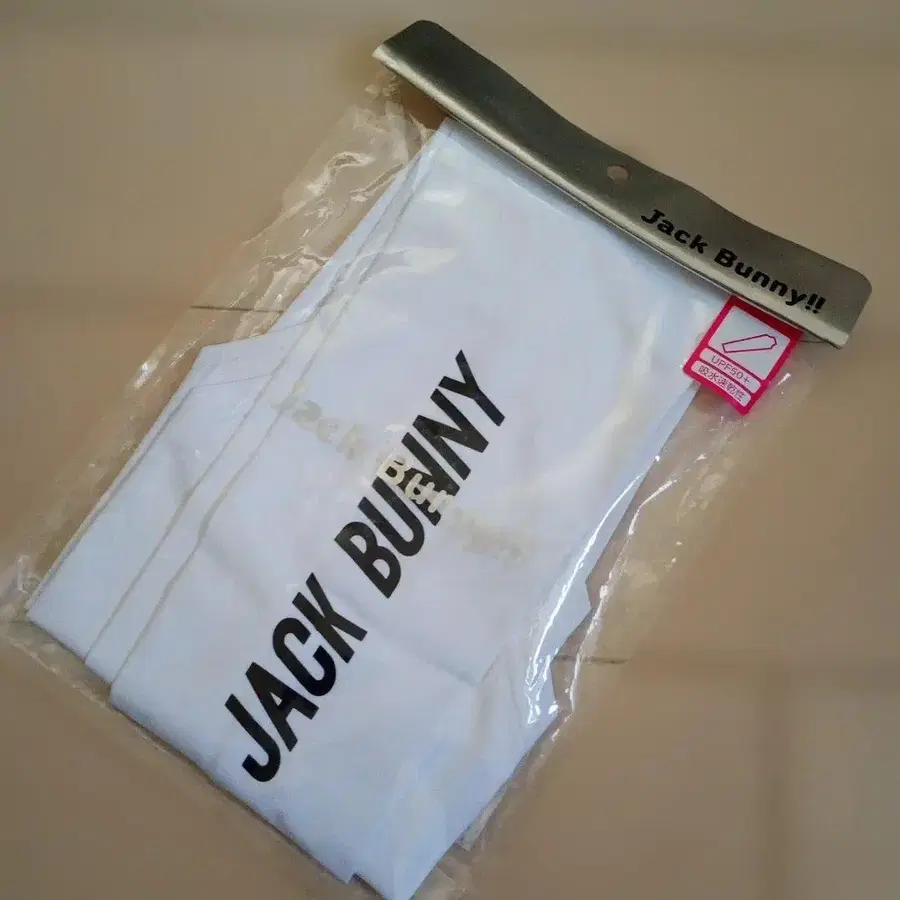 Jack Bunny!!
UPF50+
吸水速乾性
Jack Bunny!!
JACK BUNNY